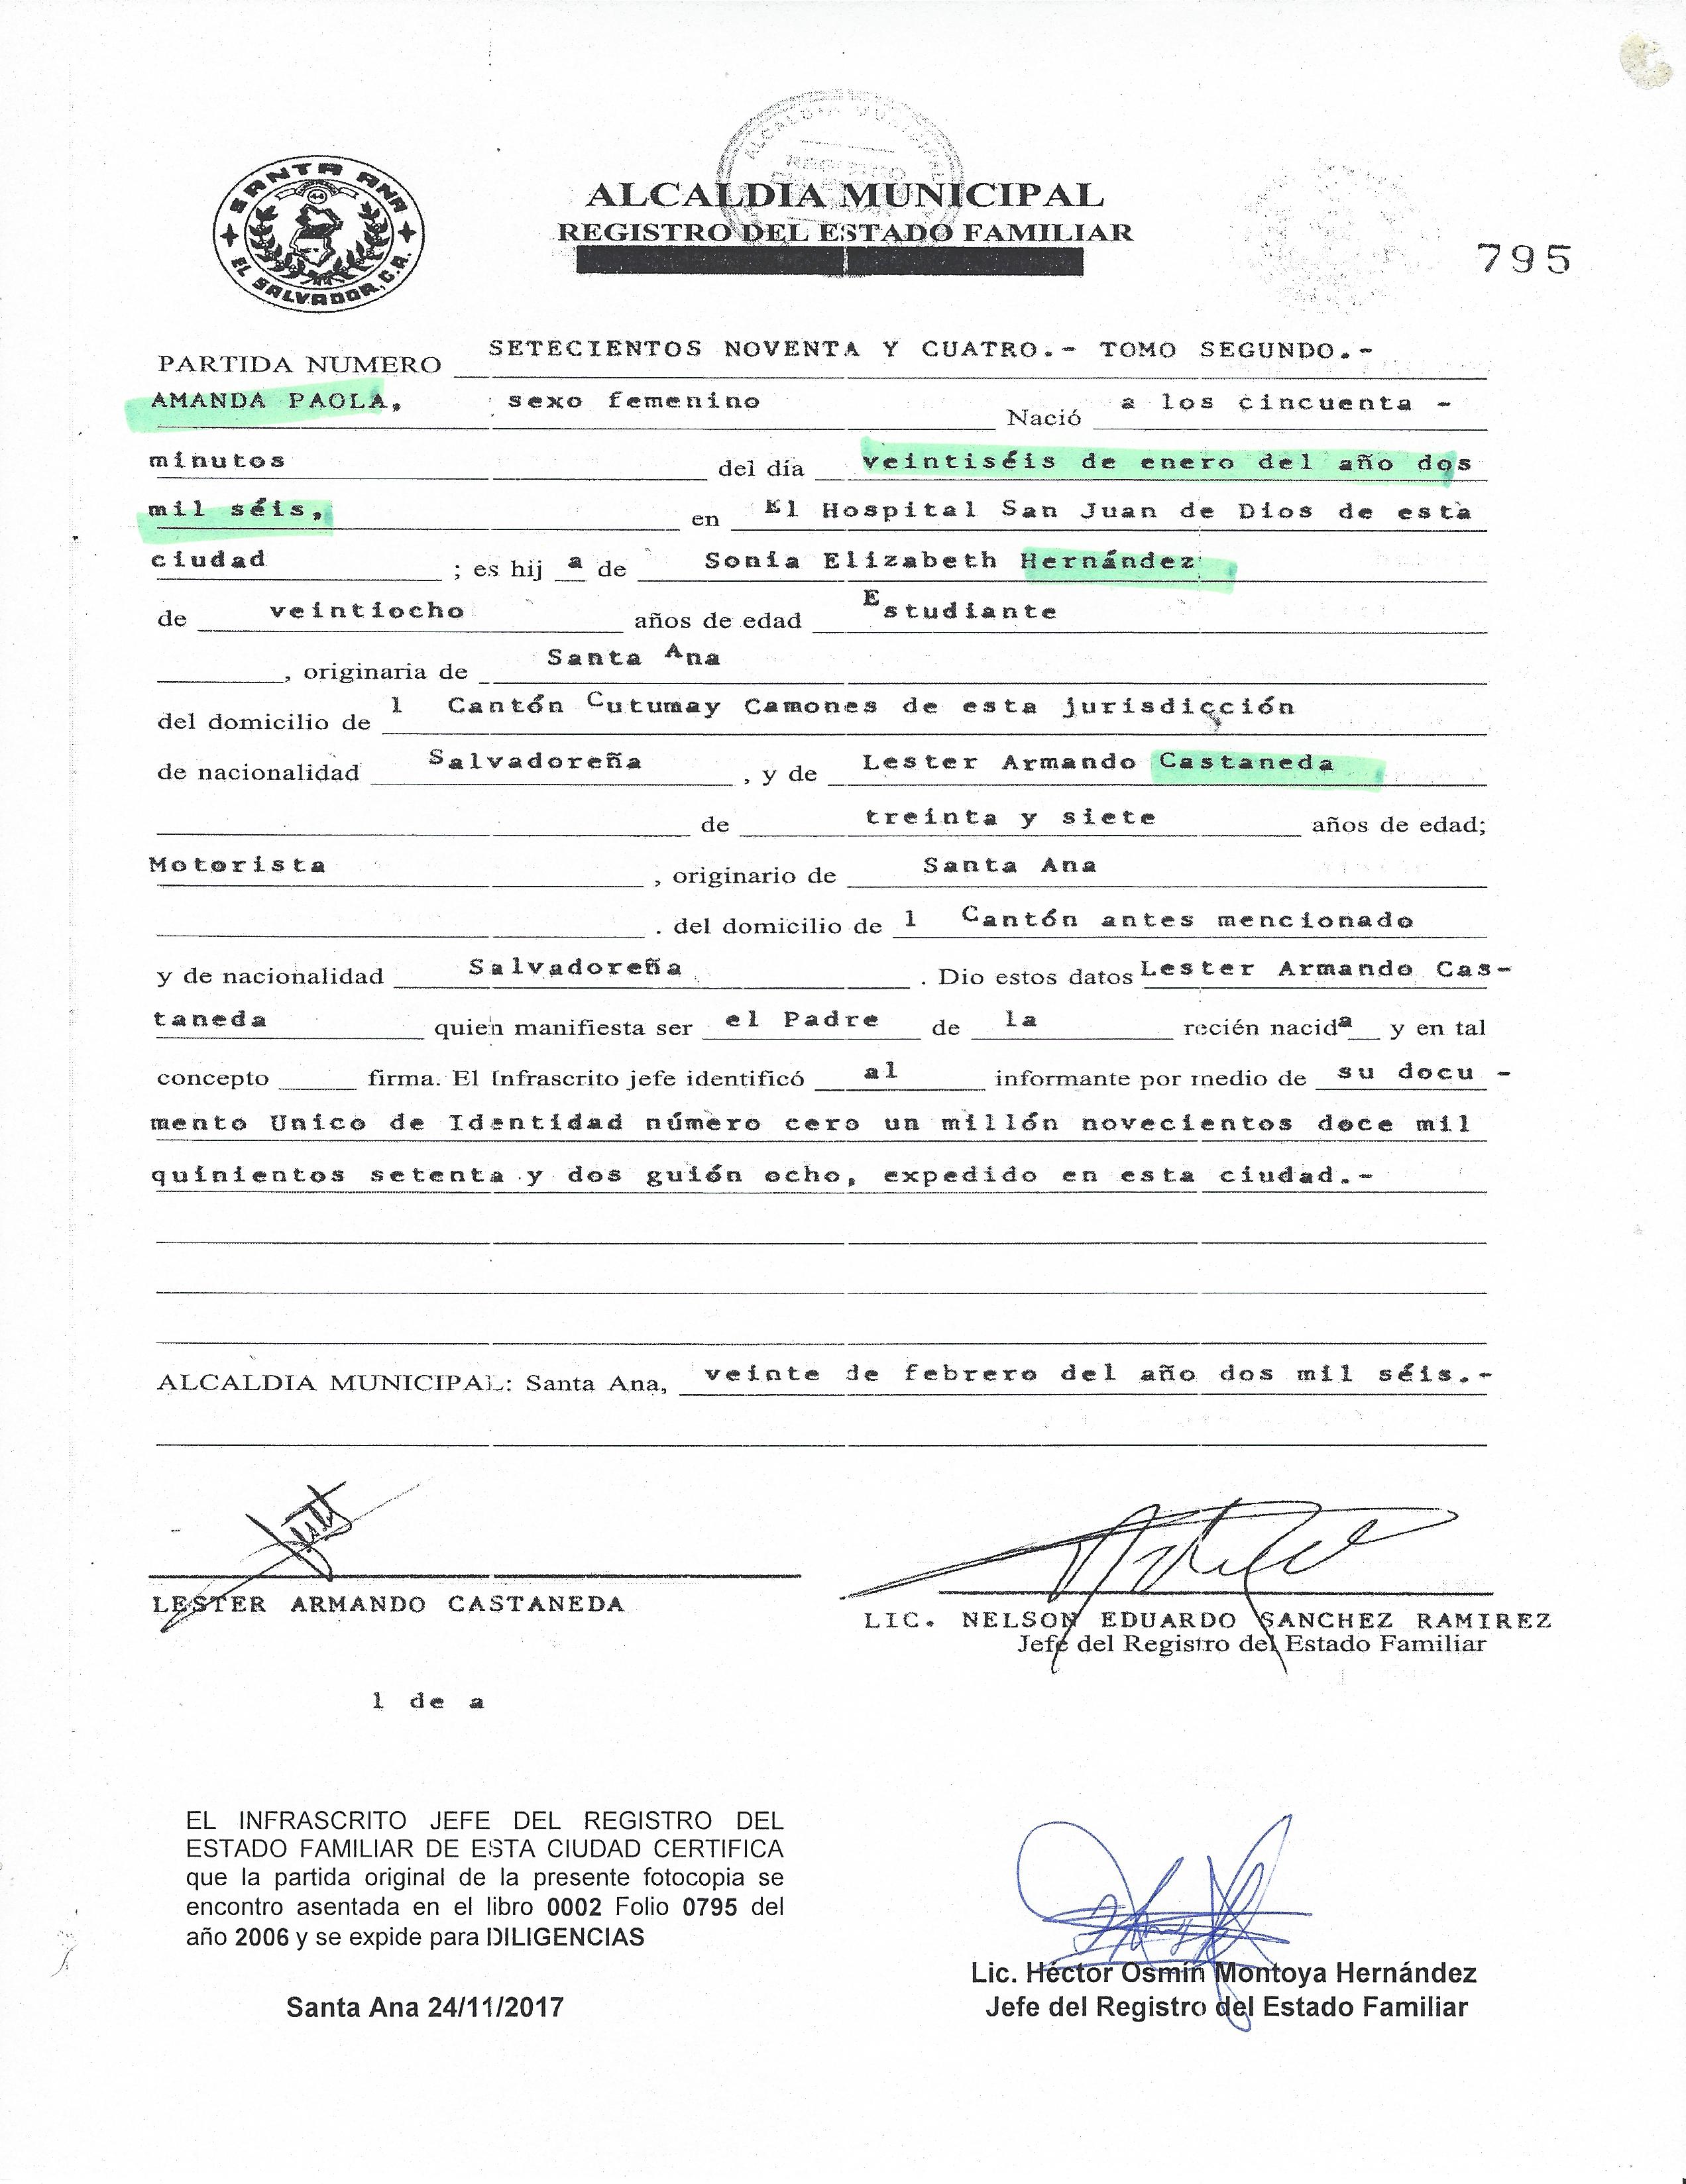 SANTA ANA
EL SALVADOR, C.A.
ALCALDIA MUNICIPAL
REGISTRO
ALCALDIA MUNICIPAL
REGISTRO DEL ESTADO FAMILIAR
795
PARTIDA NUMERO SETECIENTOS NOVENTA Y CUATRO.- TOMO SEGUNDO.-
AMANDA PAOLA, sexo femenino Nació a los cincuenta -
minutos del día veintiséis de enero del año dos
mil séis, en El Hospital San Juan de Dios de esta
ciudad ; es hij a de Sonia Elizabeth Hernández
de veintiocho años de edad Estudiante
, originaria de Santa Ana
del domicilio de l Cantón Cutumay Camones de esta jurisdicción
de nacionalidad Salvadoreña , y de Lester Armando Castaneda
de treinta y siete años de edad;
Motorista , originario de Santa Ana
. del domicilio de l Cantón antes mencionado
y de nacionalidad Salvadoreña . Dio estos datos Lester Armando Cas-
taneda quien manifiesta ser el Padre de la recién nacida y en tal
concepto firma. El Infrascrito jefe identificó al informante por medio de su docu -
mento Unico de Identidad número cero un millón novecientos doce mil
quinientos setenta y dos guión ocho, expedido en esta ciudad.-
ALCALDIA MUNICIPAL: Santa Ana, veinte de febrero del año dos mil séis.-
LESTER ARMANDO CASTANEDA
LIC. NELSON EDUARDO SANCHEZ RAMIREZ
Jefe del Registro del Estado Familiar
l de a
EL INFRASCRITO JEFE DEL REGISTRO DEL
ESTADO FAMILIAR DE ESTA CIUDAD CERTIFICA
que la partida original de la presente fotocopia se
encontro asentada en el libro 0002 Folio 0795 del
año 2006 y se expide para DILIGENCIAS
Santa Ana 24/11/2017
Lic. Héctor Osmín Montoya Hernández
Jefe del Registro del Estado Familiar